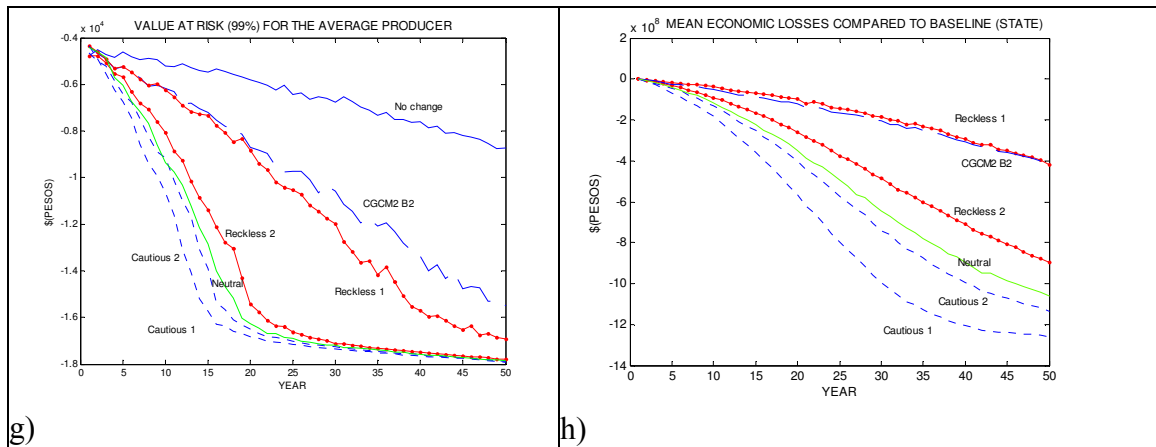 VALUE AT RISK (99%) FOR THE AVERAGE PRODUCER
x 10⁴
-0.4
-0.6
-0.8
-1
-1.2
-1.4
-1.6
-1.8
$(PESOS)
No change
CGCM2 B2
Reckless 2
Cautious 2
Neutral
Reckless 1
Cautious 1
0 5 10 15 20 25 30 35 40 45 50
YEAR
g)
MEAN ECONOMIC LOSSES COMPARED TO BASELINE (STATE)
x 10⁸
2
0
-2
-4
-6
-8
-10
-12
-14
$(PESOS)
Reckless 1
CGCM2 B2
Reckless 2
Neutral
Cautious 2
Cautious 1
0 5 10 15 20 25 30 35 40 45 50
YEAR
h)